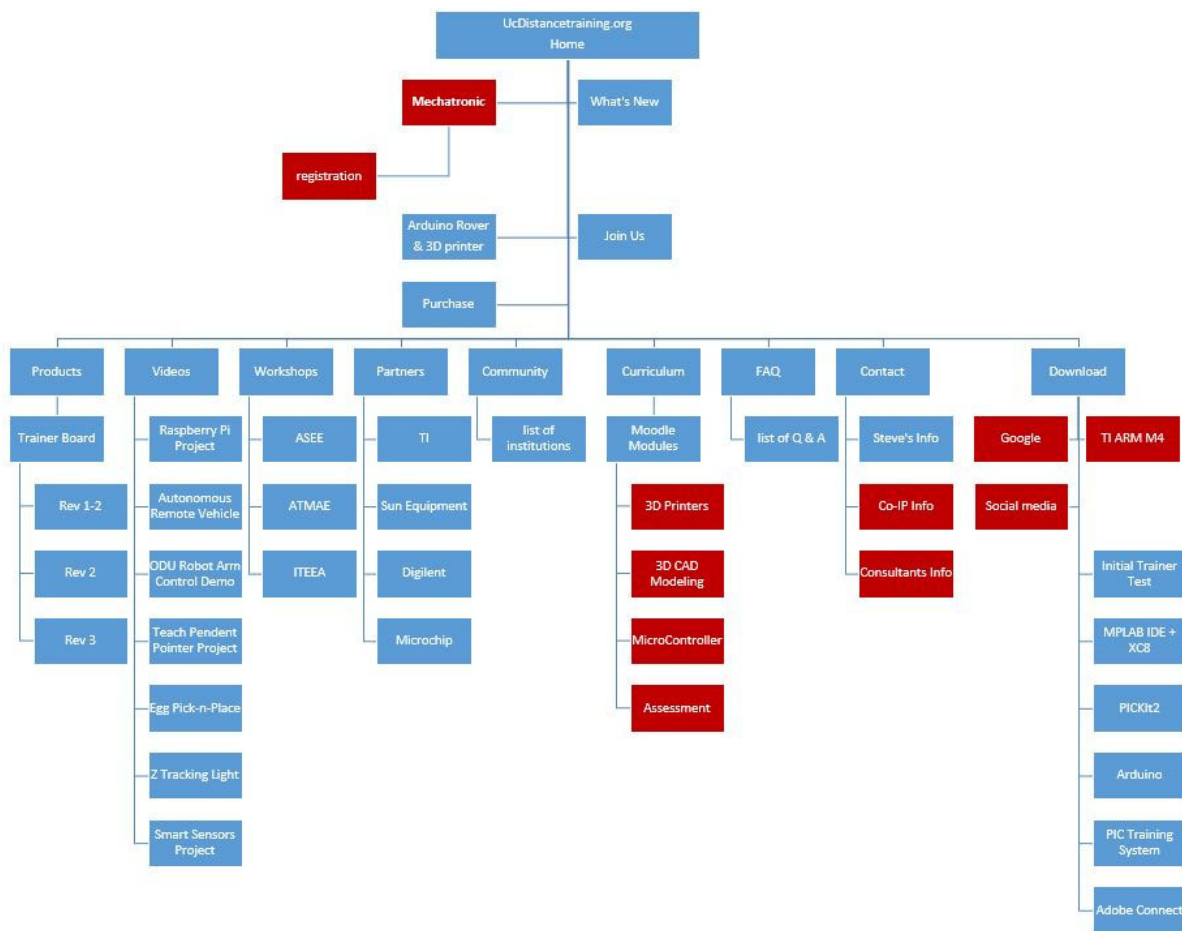 UcDistancetraining.org
Home
Mechatronic
What's New
registration
Arduino Rover
& 3D printer
Join Us
Purchase
Products
Videos
Workshops
Partners
Community
Curriculum
FAQ
Contact
Download
Trainer Board
Rev 1-2
Rev 2
Rev 3
Raspberry Pi
Project
Autonomous
Remote Vehicle
ODU Robot Arm
Control Demo
Teach Pendent
Pointer Project
Egg Pick-n-Place
Z Tracking Light
Smart Sensors
Project
ASEE
ATMAE
ITEEA
TI
Sun Equipment
Digilent
Microchip
list of
institutions
Moodle
Modules
3D Printers
3D CAD
Modeling
MicroController
Assessment
list of Q & A
Steve's Info
Co-IP Info
Consultants Info
Google
TI ARM M4
Social media
Initial Trainer
Test
MPLAB IDE +
XC8
PICKIt2
Arduino
PIC Training
System
Adobe Connect